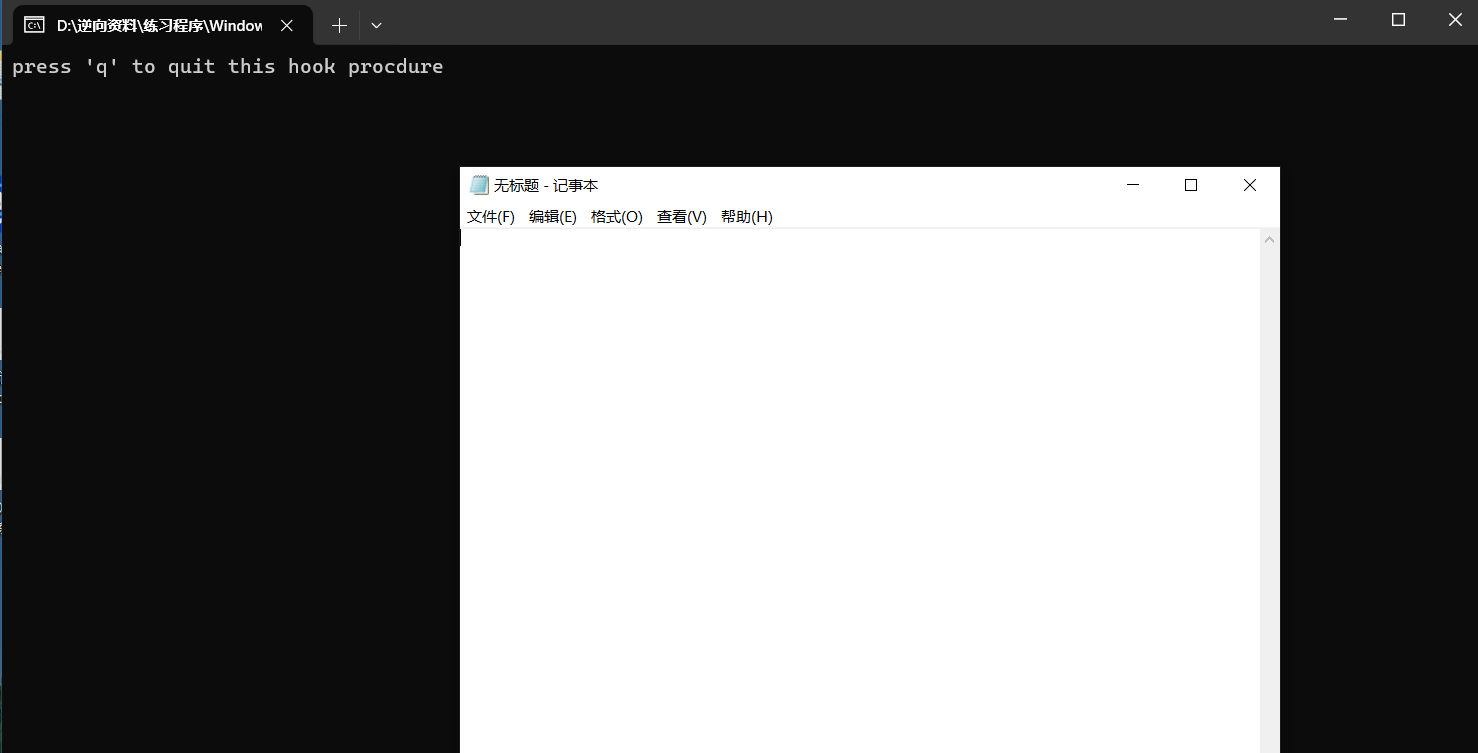 D:\逆向资料\练习程序\Window
press 'q' to quit this hook procdure
无标题 - 记事本
文件(F) 编辑(E) 格式(O) 查看(V) 帮助(H)